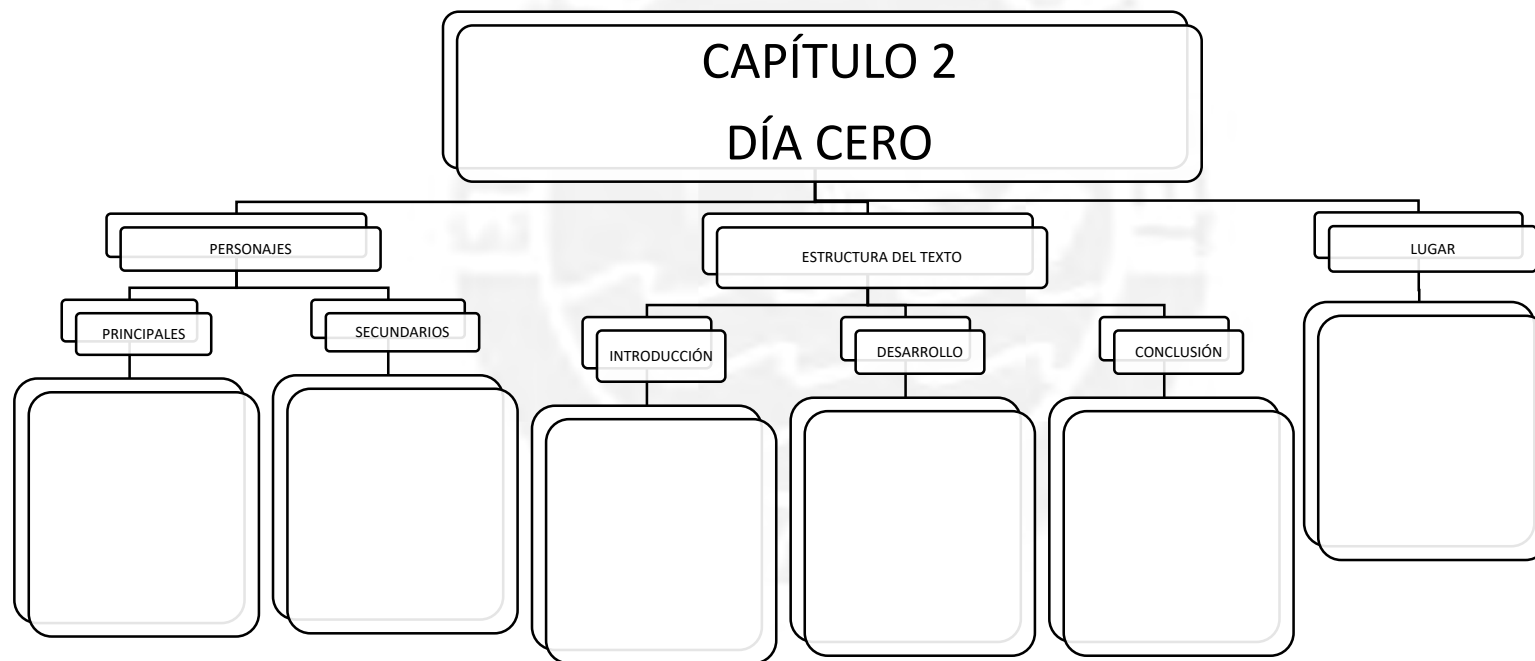 CAPÍTULO 2
DÍA CERO
PERSONAJES
ESTRUCTURA DEL TEXTO
LUGAR
PRINCIPALES
SECUNDARIOS
INTRODUCCIÓN
DESARROLLO
CONCLUSIÓN